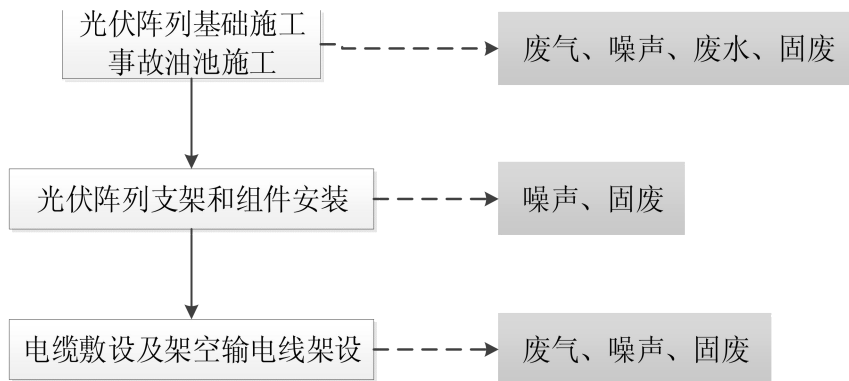 光伏阵列基础施工
事故油池施工
废气、噪声、废水、固废
光伏阵列支架和组件安装
噪声、固废
电缆敷设及架空输电线架设
废气、噪声、固废